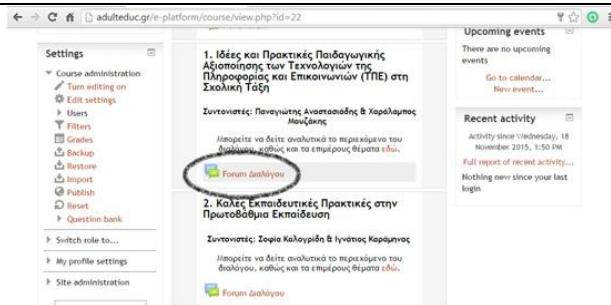 adulteduc.gr/e-platform/course/view.php?id=22
Settings
Course administration
Turn editing on
Edit settings
Users
Filters
Grades
Backup
Restore
Import
Publish
Reset
Question bank
Switch role to...
My profile settings
Site administration
1. Ιδέες και Πρακτικές Παιδαγωγικής
Αξιοποίησης των Τεχνολογιών της
Πληροφορίας και Επικοινωνιών (ΤΠΕ) στη
Σχολική Τάξη
Συντονιστές: Παναγιώτης Αναστασιάδης & Χαράλαμπος
Μουζάκης
Μπορείτε να δείτε αναλυτικά το περιεχόμενο του
διαλόγου, καθώς και τα επιμέρους θέματα εδώ.
Forum Διαλόγου
2. Καλές Εκπαιδευτικές Πρακτικές στην
Πρωτοβάθμια Εκπαίδευση
Συντονιστές: Σοφία Καλογρίδη & Ιγνάτιος Καράμηνας
Μπορείτε να δείτε αναλυτικά το περιεχόμενο του
διαλόγου, καθώς και τα επιμέρους θέματα εδώ.
Forum Διαλόγου
Upcoming events
There are no upcoming
events
Go to calendar...
New event...
Recent activity
Activity since Wednesday, 18
November 2015, 1:50 PM
Full report of recent activity...
Nothing new since your last
login